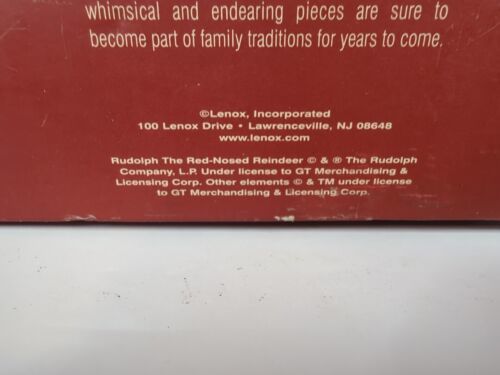 whimsical and endearing pieces are sure to
become part of family traditions for years to come.
©Lenox, Incorporated
100 Lenox Drive • Lawrenceville, NJ 08648
www.lenox.com
Rudolph The Red-Nosed Reindeer © & ® The Rudolph
Company, L.P. Under license to GT Merchandising &
Licensing Corp. Other elements © & TM under license
to GT Merchandising & Licensing Corp.